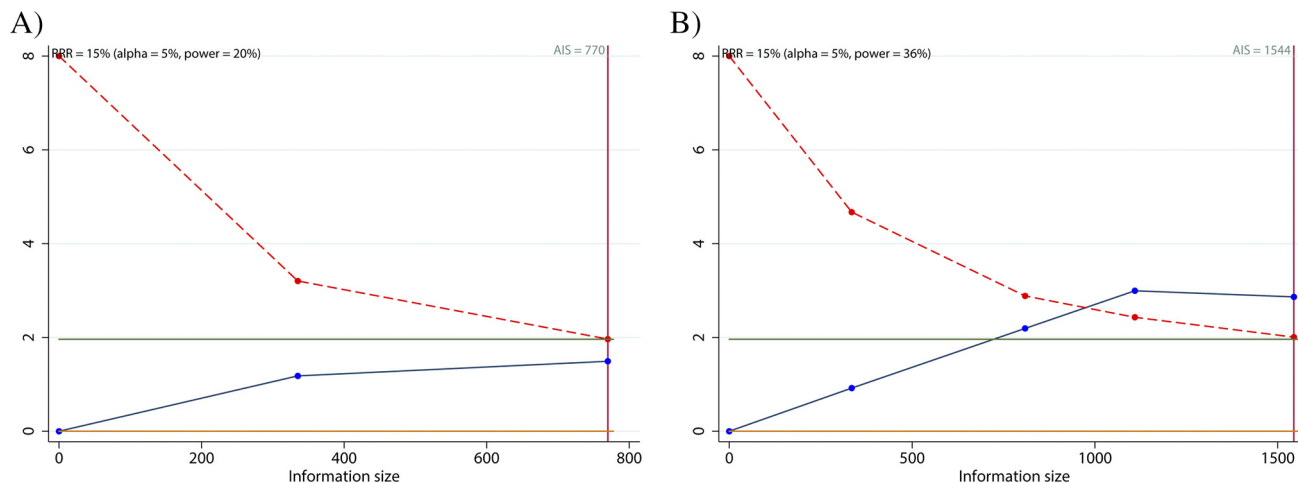 A)
RRR = 15% (alpha = 5%, power = 20%)
AIS = 770
8
6
4
2
0
0 200 400 600 800
Information size
B)
RRR = 15% (alpha = 5%, power = 36%)
AIS = 1544
8
6
4
2
0
0 500 1000 1500
Information size